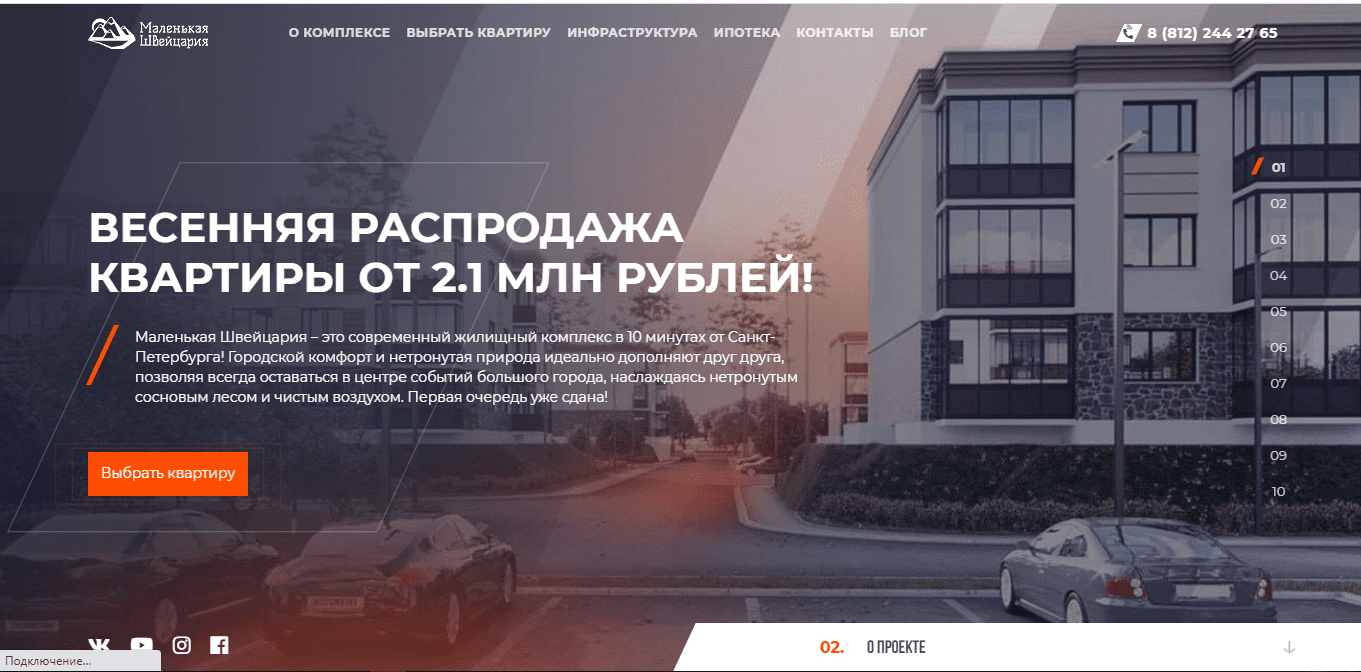 Маленькая
Швейцария
О КОМПЛЕКСЕ ВЫБРАТЬ КВАРТИРУ ИНФРАСТРУКТУРА ИПОТЕКА КОНТАКТЫ БЛОГ
8 (812) 244 27 65
ВЕСЕННЯЯ РАСПРОДАЖА
КВАРТИРЫ ОТ 2.1 МЛН РУБЛЕЙ!
Маленькая Швейцария – это современный жилищный комплекс в 10 минутах от Санкт-
Петербурга! Городской комфорт и нетронутая природа идеально дополняют друг друга,
позволяя всегда оставаться в центре событий большого города, наслаждаясь нетронутым
сосновым лесом и чистым воздухом. Первая очередь уже сдана!
Выбрать квартиру
01
02
03
04
05
06
07
08
09
10
02. О ПРОЕКТЕ
Подключение...